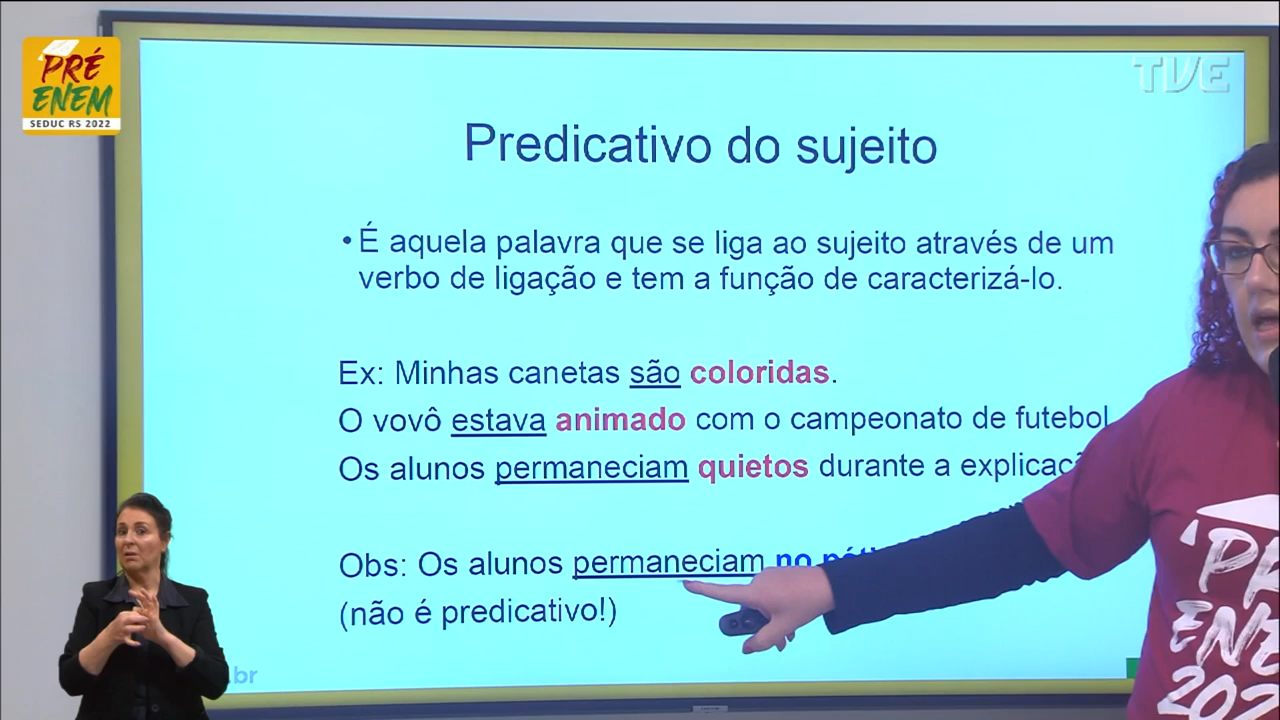 PRÉ
ENEM
SEDUC RS 2022
TVE
Predicativo do sujeito
• É aquela palavra que se liga ao sujeito através de um
verbo de ligação e tem a função de caracterizá-lo.
Ex: Minhas canetas são coloridas.
O vovô estava animado com o campeonato de futebol
Os alunos permaneciam quietos durante a
Obs: Os alunos permaneciam no
(não é predicativo!)
.br